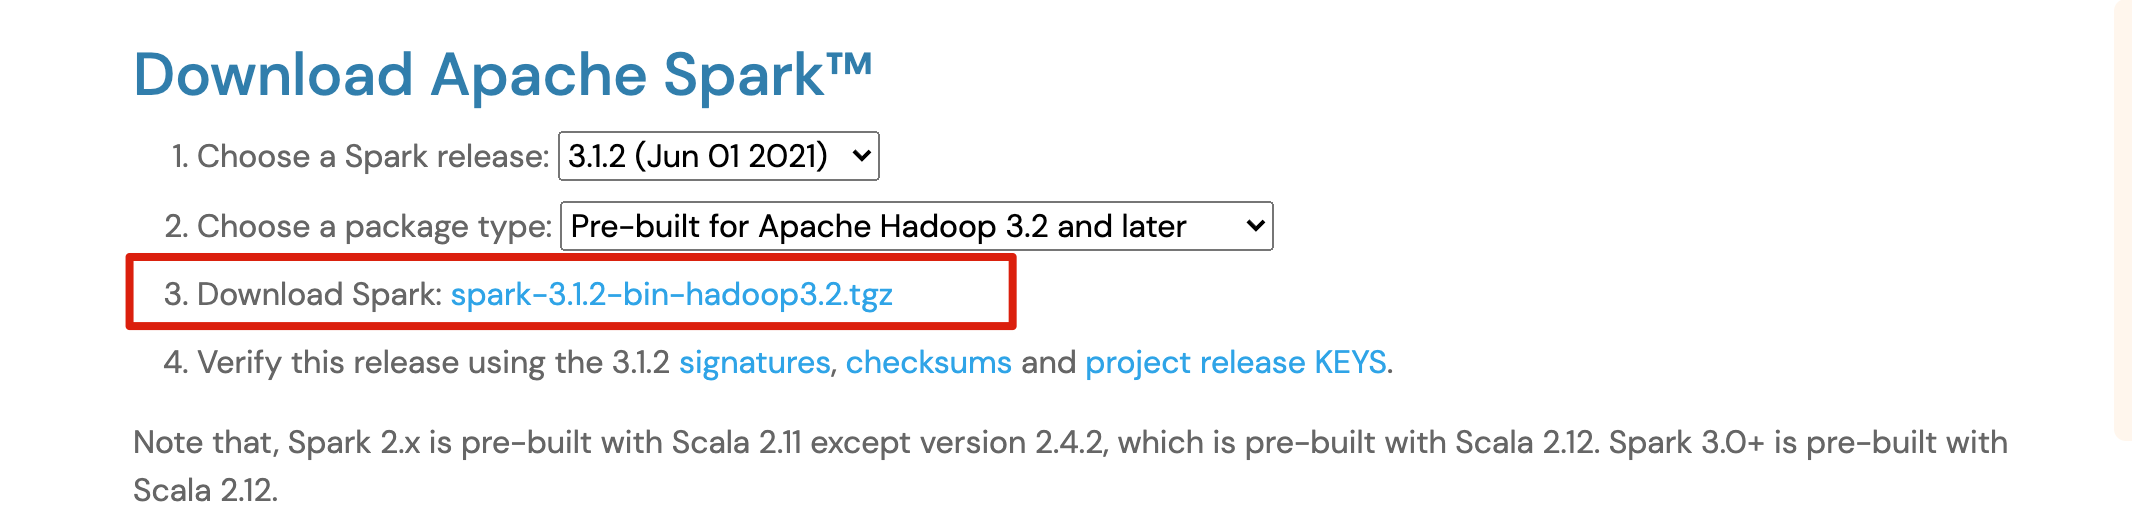 Download Apache Spark™
1. Choose a Spark release: 3.1.2 (Jun 01 2021)
2. Choose a package type: Pre-built for Apache Hadoop 3.2 and later
3. Download Spark: spark-3.1.2-bin-hadoop3.2.tgz
4. Verify this release using the 3.1.2 signatures, checksums and project release KEYS.
Note that, Spark 2.x is pre-built with Scala 2.11 except version 2.4.2, which is pre-built with Scala 2.12. Spark 3.0+ is pre-built with
Scala 2.12.